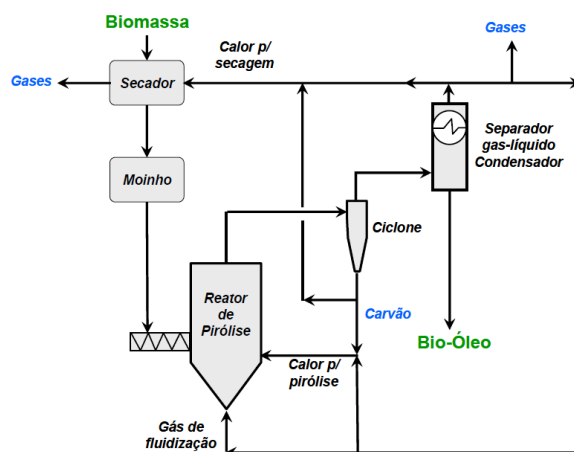 Biomassa
Gases
Calor p/
secagem
Gases
Secador
Separador
gas-líquido
Condensador
Moinho
Ciclone
Reator
de
Pirólise
Carvão
Bio-Óleo
Calor p/
pirólise
Gás de
fluidização